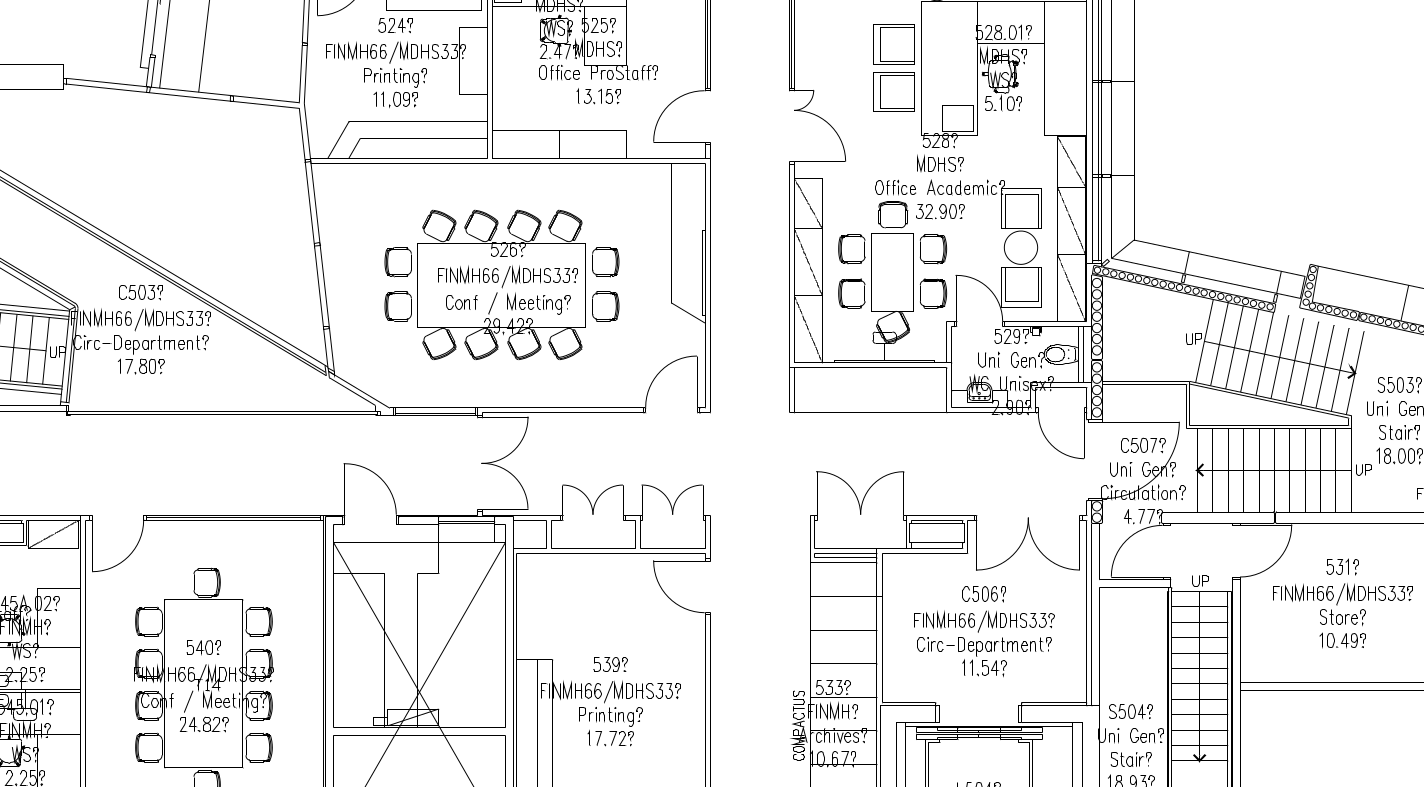 524?
FINMH66/MDHS33?
Printing?
11.09?
MDHS?
WS?
2.47?
525?
MDHS?
Office ProStaff?
13.15?
528.01?
MDHS?
WS?
5.10?
528?
MDHS?
Office Academic?
32.90?
526?
FINMH66/MDHS33?
Conf / Meeting?
29.42?
C503?
FINMH66/MDHS33?
Circ-Department?
17.80?
UP
529?
Uni Gen?
WC Unisex?
2.90?
UP
S503?
Uni Gen
Stair?
18.00?
F
C507?
Uni Gen?
Circulation?
4.77?
UP
UP
531?
FINMH66/MDHS33?
Store?
10.49?
C506?
FINMH66/MDHS33?
Circ-Department?
11.54?
45A.02?
FINMH?
WS?
2.25?
545.01?
FINMH?
WS?
2.25?
540?
FINMH66/MDHS33?
T14
Conf / Meeting?
24.82?
539?
FINMH66/MDHS33?
Printing?
17.72?
COMPACTUS
533?
FINMH?
Archives?
10.67?
S504?
Uni Gen?
Stair?
18.93?